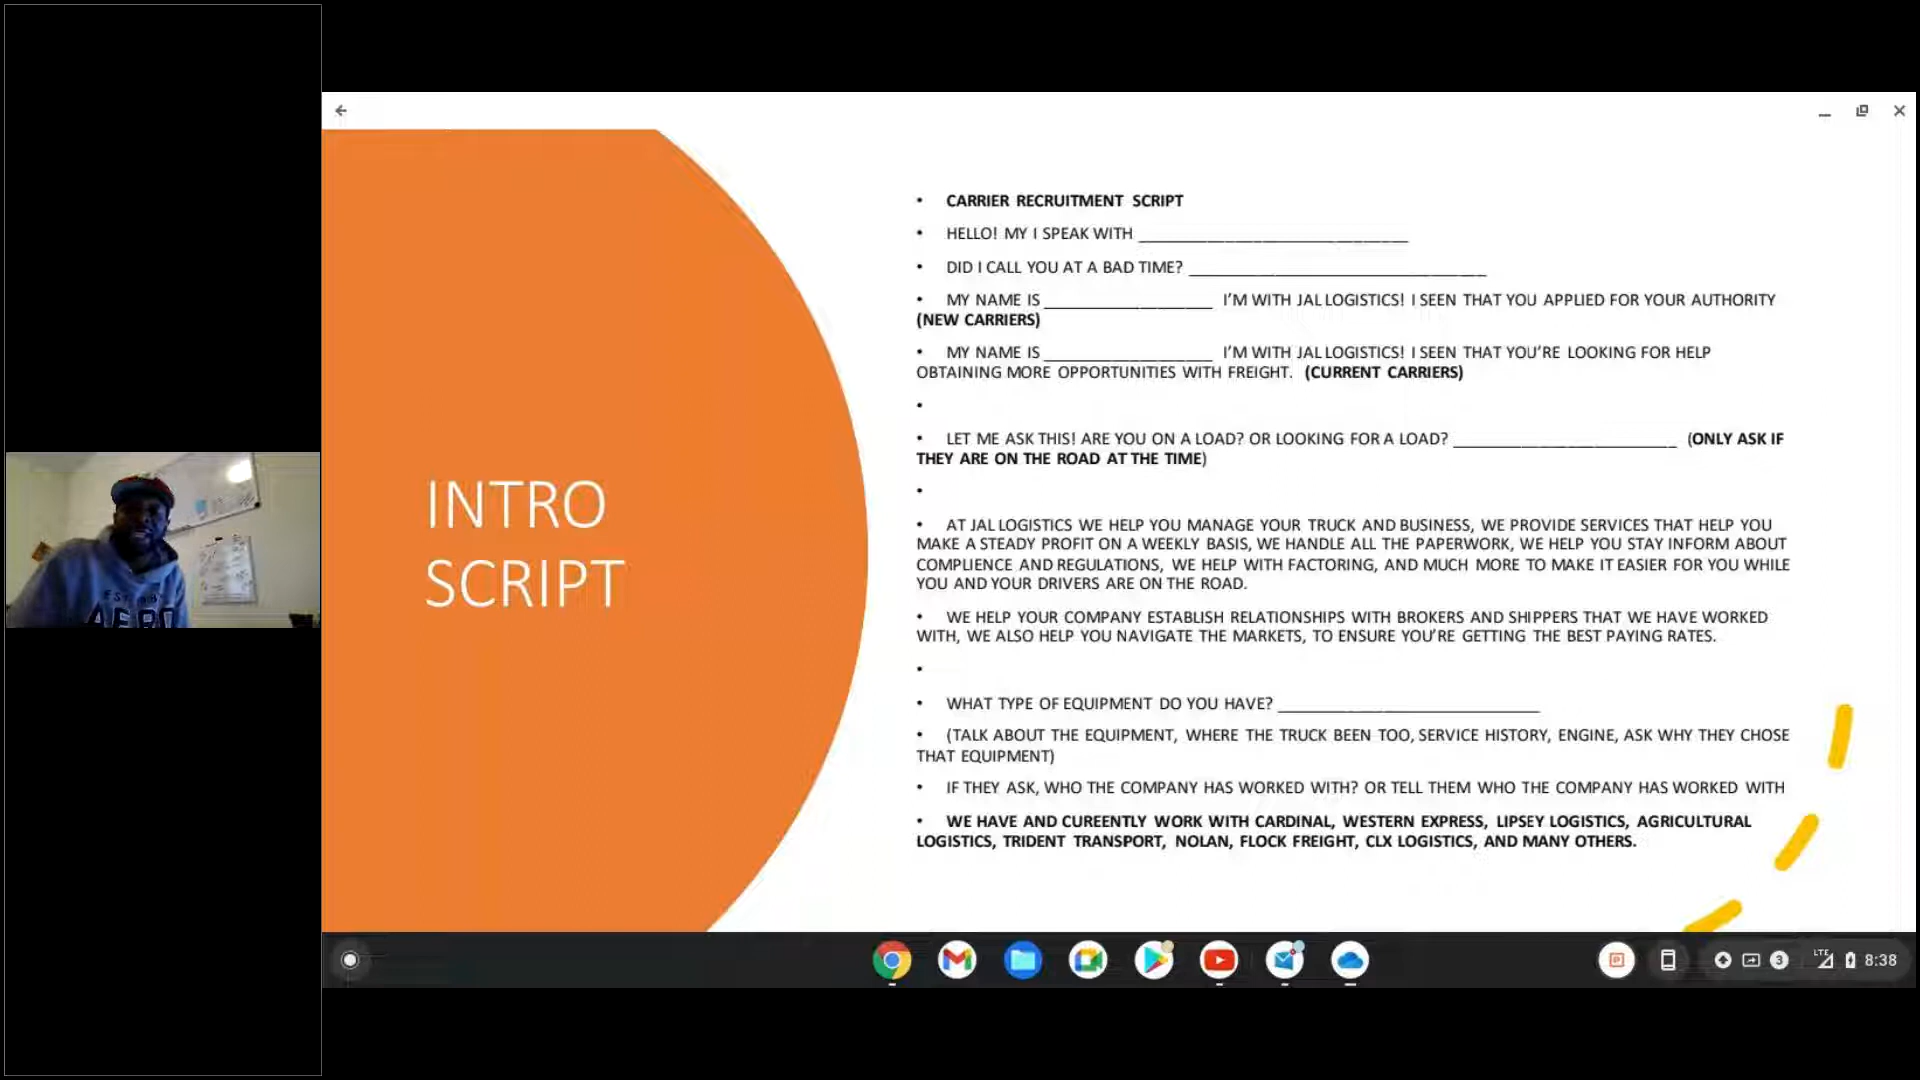 INTRO
SCRIPT
• CARRIER RECRUITMENT SCRIPT
• HELLO! MY I SPEAK WITH ____________________________
• DID I CALL YOU AT A BAD TIME? _______________________________
• MY NAME IS __________________ I'M WITH JAL LOGISTICS! I SEEN THAT YOU APPLIED FOR YOUR AUTHORITY
(NEW CARRIERS)
• MY NAME IS __________________ I'M WITH JAL LOGISTICS! I SEEN THAT YOU'RE LOOKING FOR HELP
OBTAINING MORE OPPORTUNITIES WITH FREIGHT. (CURRENT CARRIERS)
•
• LET ME ASK THIS! ARE YOU ON A LOAD? OR LOOKING FOR A LOAD? ________________________ (ONLY ASK IF
THEY ARE ON THE ROAD AT THE TIME)
•
• AT JAL LOGISTICS WE HELP YOU MANAGE YOUR TRUCK AND BUSINESS, WE PROVIDE SERVICES THAT HELP YOU
MAKE A STEADY PROFIT ON A WEEKLY BASIS, WE HANDLE ALL THE PAPERWORK, WE HELP YOU STAY INFORM ABOUT
COMPLIENCE AND REGULATIONS, WE HELP WITH FACTORING, AND MUCH MORE TO MAKE IT EASIER FOR YOU WHILE
YOU AND YOUR DRIVERS ARE ON THE ROAD.
• WE HELP YOUR COMPANY ESTABLISH RELATIONSHIPS WITH BROKERS AND SHIPPERS THAT WE HAVE WORKED
WITH, WE ALSO HELP YOU NAVIGATE THE MARKETS, TO ENSURE YOU'RE GETTING THE BEST PAYING RATES.
•
• WHAT TYPE OF EQUIPMENT DO YOU HAVE? ____________________________
• (TALK ABOUT THE EQUIPMENT, WHERE THE TRUCK BEEN TOO, SERVICE HISTORY, ENGINE, ASK WHY THEY CHOSE
THAT EQUIPMENT)
• IF THEY ASK, WHO THE COMPANY HAS WORKED WITH? OR TELL THEM WHO THE COMPANY HAS WORKED WITH
• WE HAVE AND CUREENTLY WORK WITH CARDINAL, WESTERN EXPRESS, LIPSEY LOGISTICS, AGRICULTURAL
LOGISTICS, TRIDENT TRANSPORT, NOLAN, FLOCK FREIGHT, CLX LOGISTICS, AND MANY OTHERS.
AERO
3
LTE
8:38